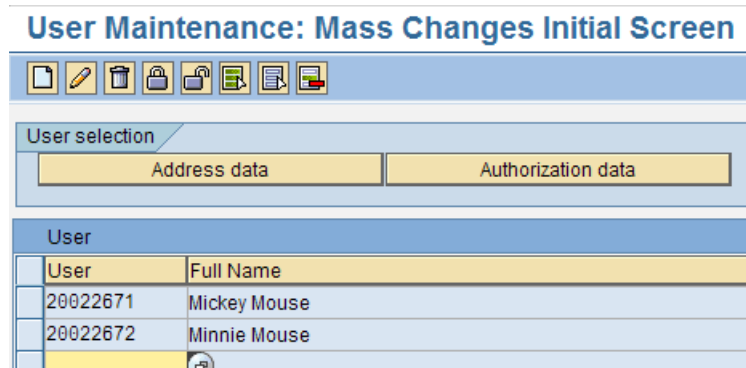 User Maintenance: Mass Changes Initial Screen
User selection
Address data Authorization data
User
User Full Name
20022671 Mickey Mouse
20022672 Minnie Mouse